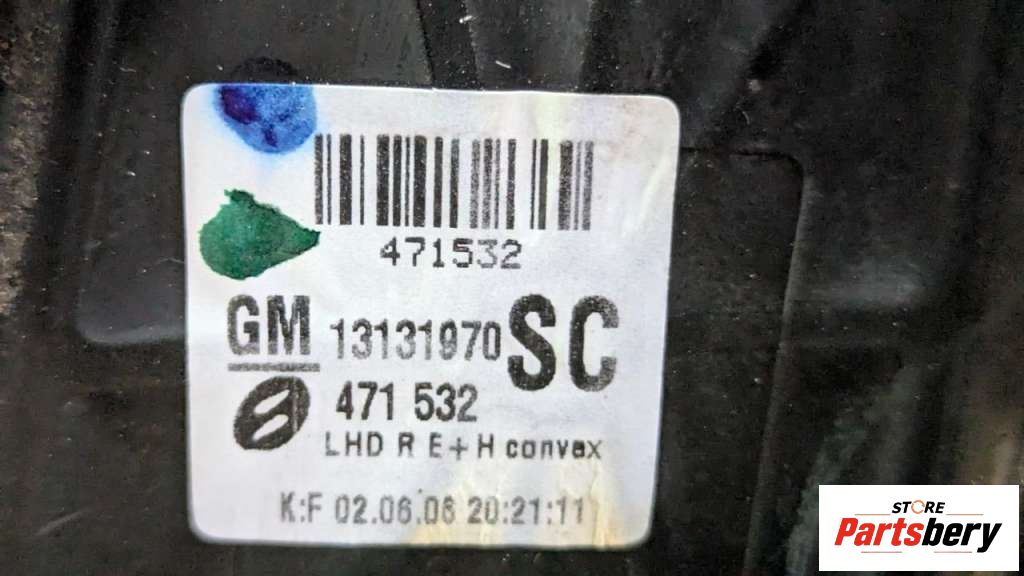 471532
GM 13131970 SC
471 532
LHD R E+H convex
K:F 02.06.06 20:21:11
STORE
Partsbery